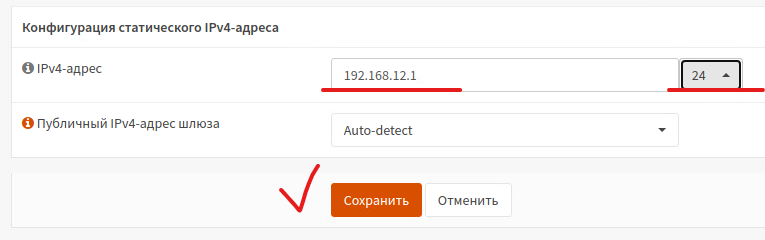 Конфигурация статического IPv4-адреса
IPv4-адрес
192.168.12.1
24
Публичный IPv4-адрес шлюза
Auto-detect
Сохранить
Отменить